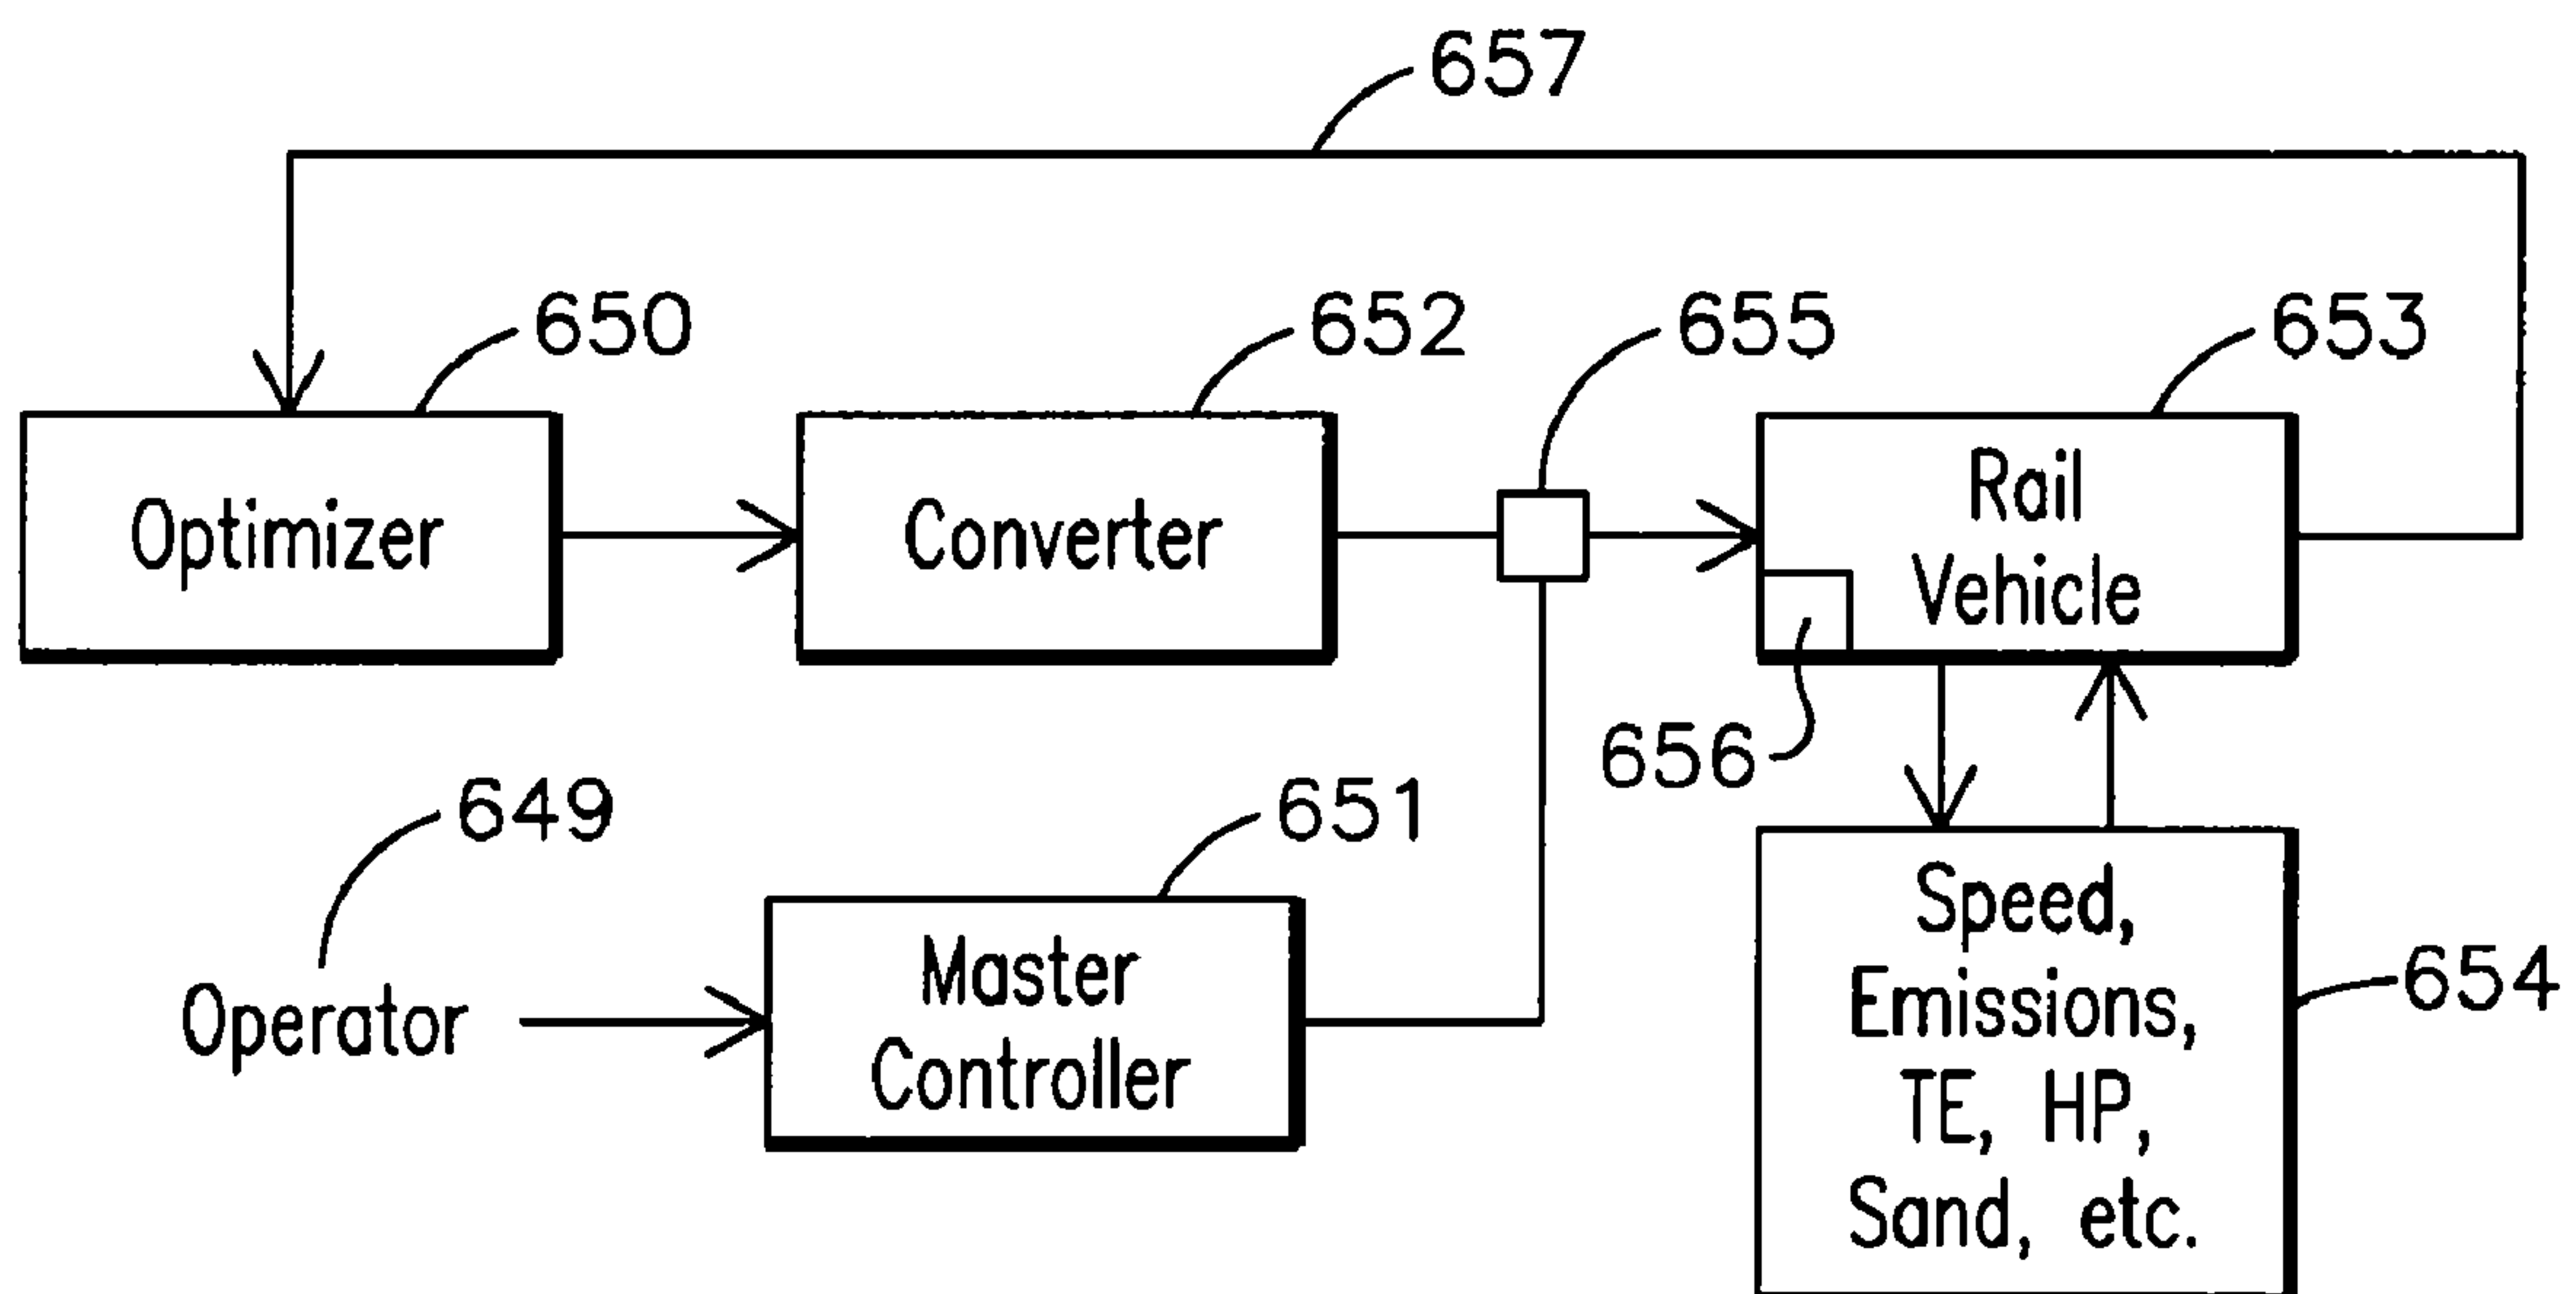 657
650
652
655
653
Optimizer
Converter
Rail
Vehicle
656
649
651
Operator
Master
Controller
Speed,
Emissions,
TE, HP,
Sand, etc.
654